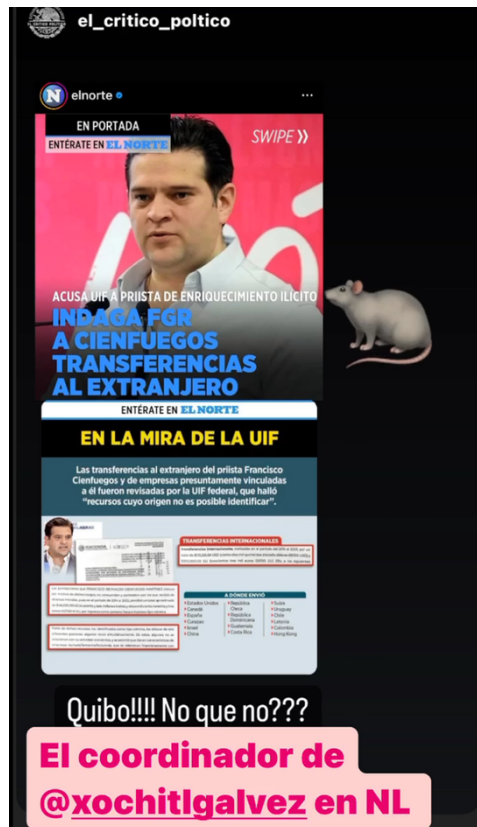 el_critico_poltico
elnorte
EN PORTADA
ENTÉRATE EN EL NORTE
SWIPE
ACUSA UIF A PRIISTA DE ENRIQUECIMIENTO ILÍCITO
INDAGA FGR
A CIENFUEGOS
TRANSFERENCIAS
AL EXTRANJERO
ENTÉRATE EN EL NORTE
EN LA MIRA DE LA UIF
Las transferencias al extranjero del priista Francisco
Cienfuegos y de empresas presuntamente vinculadas
a él fueron revisadas por la UIF federal, que halló
“recursos cuyo origen no es posible identificar”.
TRANSFERENCIAS INTERNACIONALES
A DÓNDE ENVIÓ
Estados Unidos
Canadá
España
Curazao
Israel
China
República
Checa
República
Dominicana
Guatemala
Costa Rica
Suiza
Uruguay
Chile
Letonia
Colombia
Hong Kong
Quibo!!!! No que no???
El coordinador de
@xochitlgalvez en NL